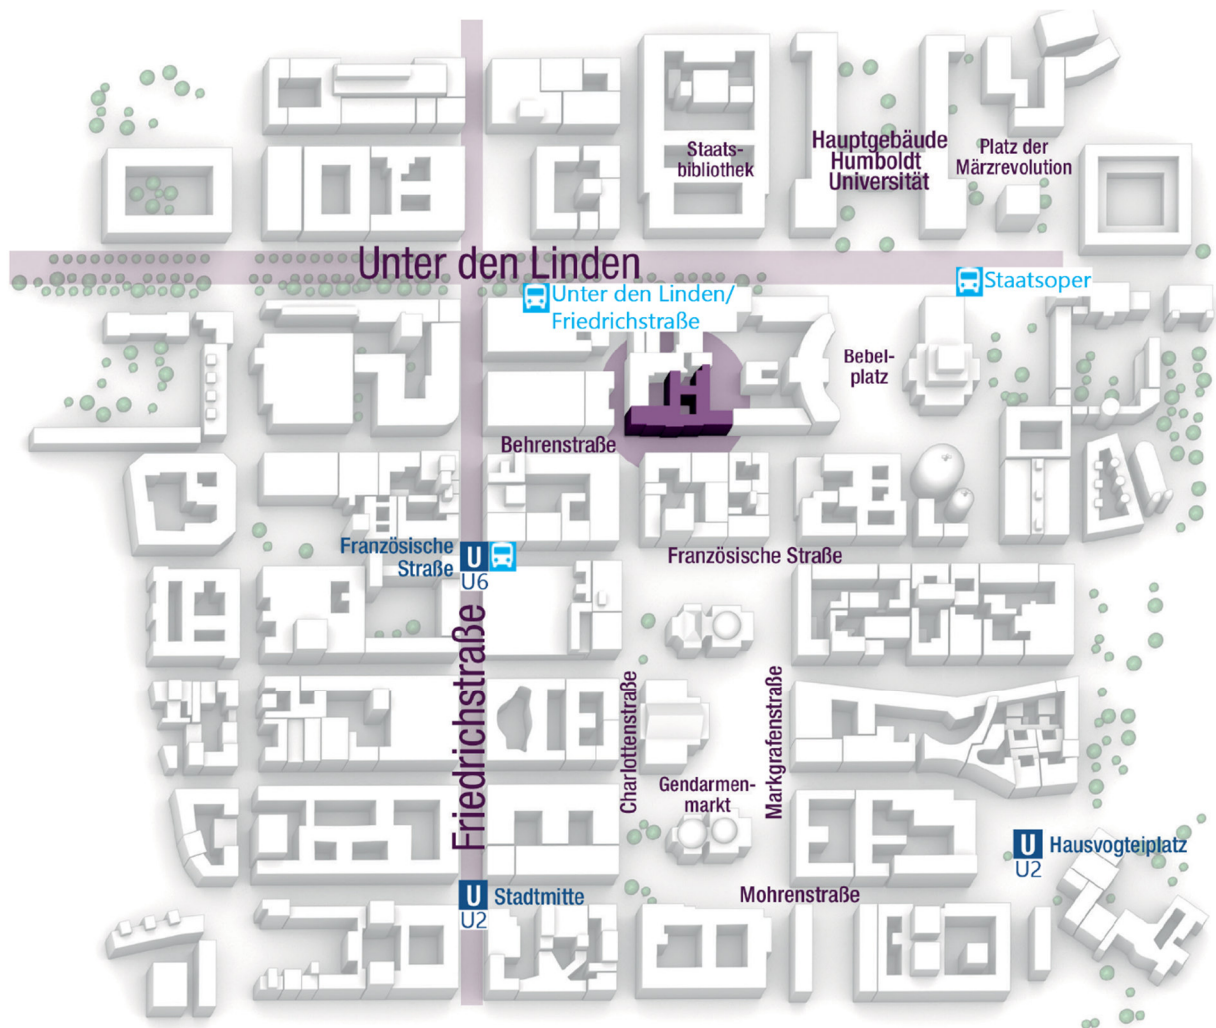 Staats-
bibliothek
Hauptgebäude
Humboldt
Universität
Platz der
Märzrevolution
Unter den Linden
Unter den Linden/
Friedrichstraße
Staatsoper
Bebel-
platz
Behrenstraße
Französische
Straße
U
U6
Französische Straße
Friedrichstraße
Charlottenstraße
Markgrafenstraße
Gendarmen-
markt
U
U2
Hausvogteiplatz
U
U2
Stadtmitte
Mohrenstraße